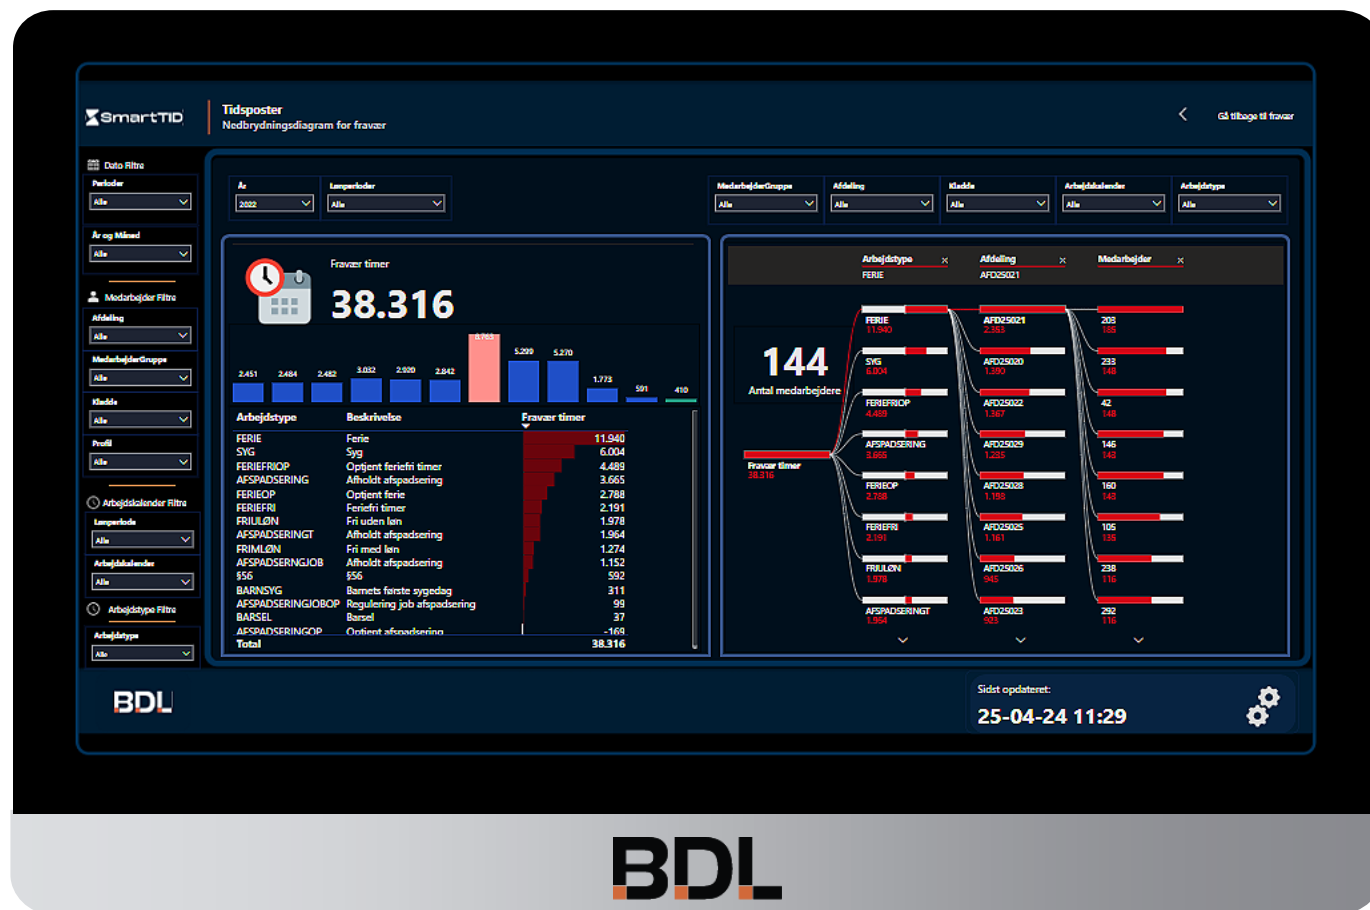 SmartTID
Tidsposter
Nedbrydningsdiagram for fravær
Gå tilbage til fravær
Dato Filtre
Perioder
Alle
År og Måned
Alle
Medarbejder Filtre
Afdeling
Alle
MedarbejderGruppe
Alle
Kladde
Alle
Profil
Alle
Arbejdskalender Filtre
Lønperiode
Alle
Arbejdskalender
Alle
Arbejdstype Filtre
Arbejdstype
Alle
År Lønperioder
2022 Alle
MedarbejderGruppe Afdeling Kladde Arbejdskalender Arbejdstype
Alle Alle Alle Alle Alle
Fravær timer
38.316
2.451 2.484 2.482 3.032 2.920 2.842 8.763 5.299 5.270 1.773 591 410
Arbejdstype Beskrivelse Fravær timer
FERIE Ferie 11.940
SYG Syg 6.004
FERIEFRIOP Optjent feriefri timer 4.489
AFSPADSERING Afholdt afspadsering 3.665
FERIEOP Optjent ferie 2.788
FERIEFRI Feriefri timer 2.191
FRIULØN Fri uden løn 1.978
AFSPADSERINGT Afholdt afspadsering 1.964
FRIMLØN Fri med løn 1.274
AFSPADSERNGJOB Afholdt afspadsering 1.152
§56 §56 592
BARNSYG Barnets første sygedag 311
AFSPADSERINGJOBOP Regulering job afspadsering 99
BARSEL Barsel 37
AFSPADSERINGOP Optjent afspadsering -169
Total 38.316
Arbejdstype Afdeling Medarbejder
FERIE AFD25021
144
Antal medarbejdere
Fravær timer
38.316
FERIE
11.940
SYG
6.004
FERIEFRIOP
4.489
AFSPADSERING
3.665
FERIEOP
2.788
FERIEFRI
2.191
FRIULØN
1.978
AFSPADSERINGT
1.964
AFD25021
2.353
AFD25020
1.390
AFD25022
1.367
AFD25029
1.235
AFD25028
1.198
AFD25025
1.161
AFD25026
945
AFD25023
923
203
185
233
148
42
148
146
143
160
143
105
135
238
116
292
116
BDL
Sidst opdateret:
25-04-24 11:29
BDL